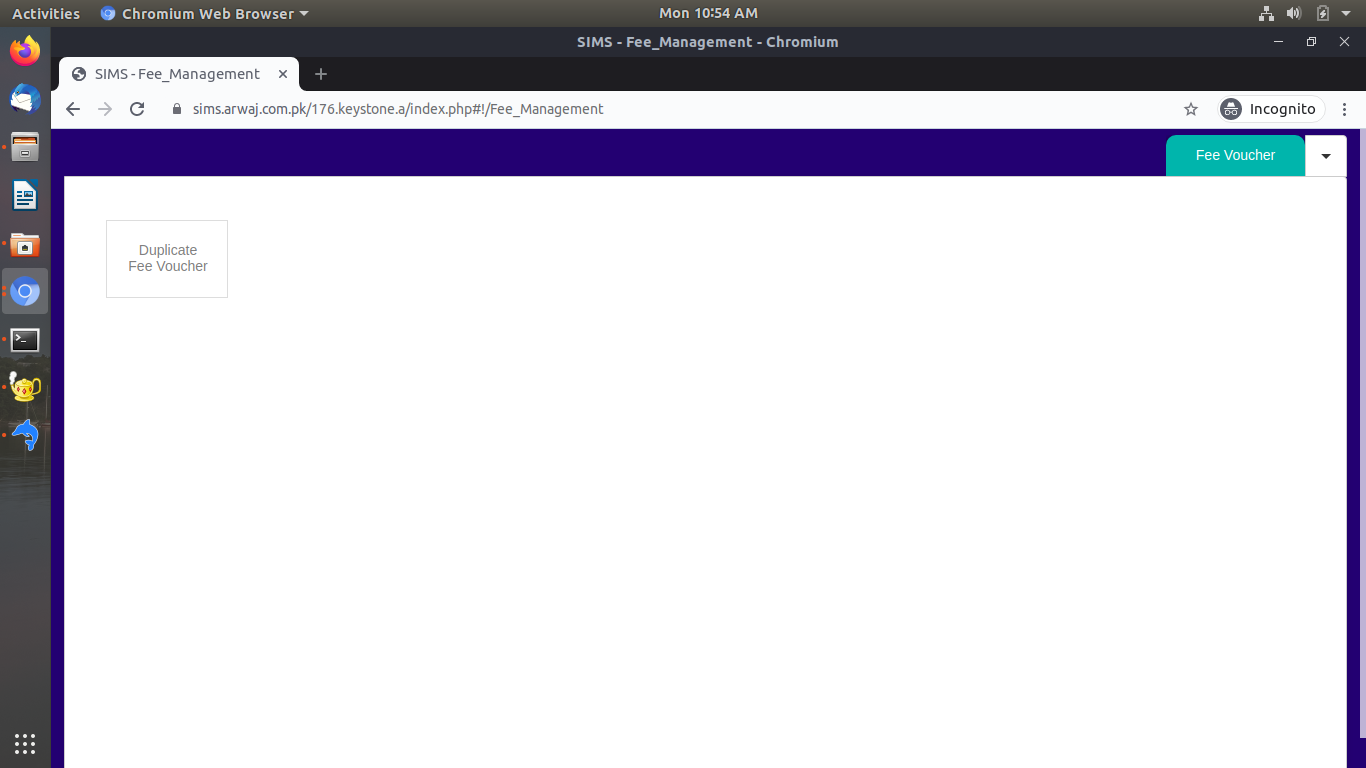 Activities
Chromium Web Browser
Mon 10:54 AM
SIMS - Fee_Management - Chromium
SIMS - Fee_Management
sims.arwaj.com.pk/176.keystone.a/index.php#!/Fee_Management
Incognito
Fee Voucher
Duplicate
Fee Voucher